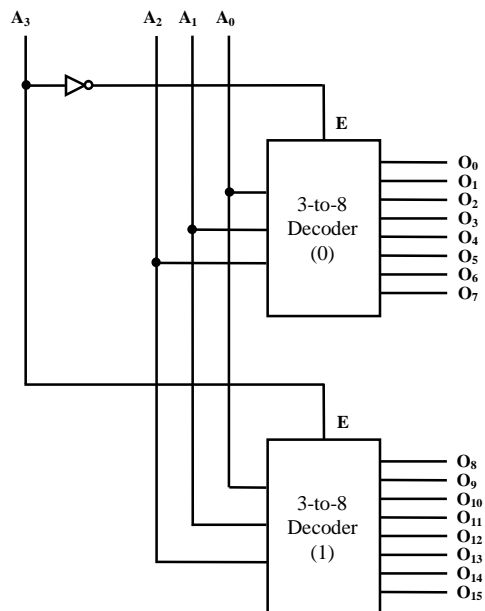 A₃ A₂ A₁ A₀
E
O₀
O₁
3-to-8
O₂
Decoder
O₃
(0)
O₄
O₅
O₆
O₇
E
O₈
O₉
3-to-8
O₁₀
Decoder
O₁₁
(1)
O₁₂
O₁₃
O₁₄
O₁₅